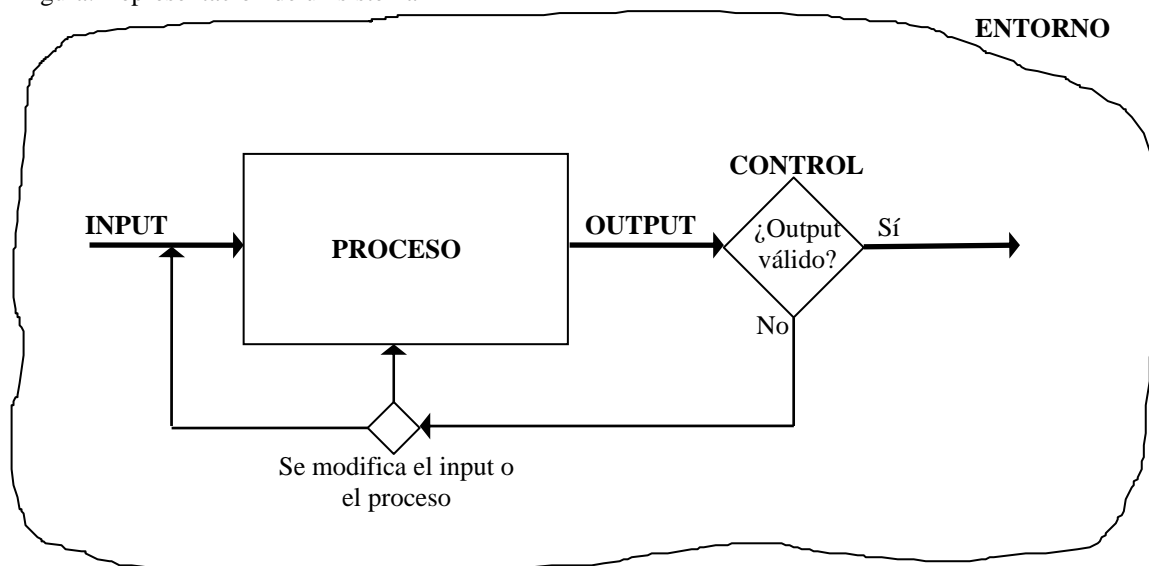 ENTORNO
CONTROL
INPUT
PROCESO
OUTPUT
¿Output
válido?
Sí
No
Se modifica el input o
el proceso